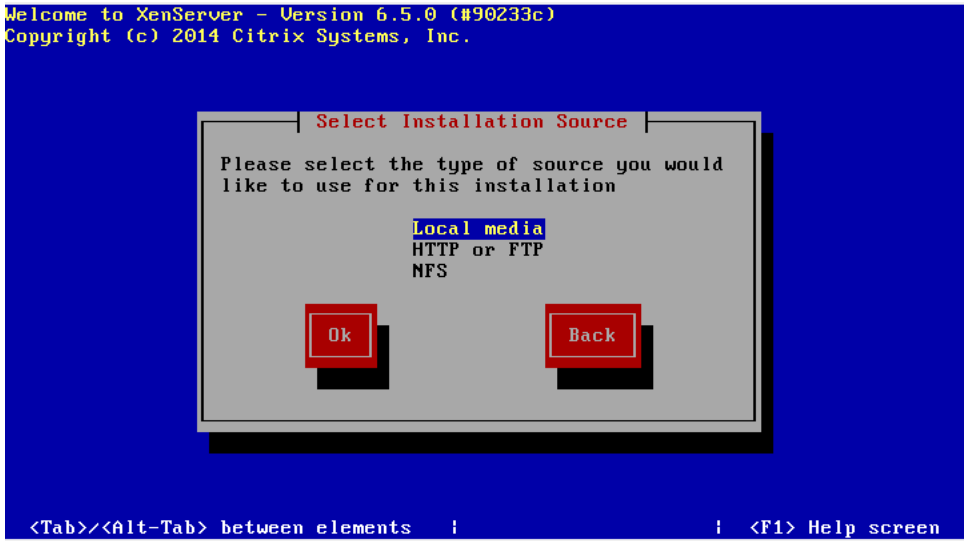 Welcome to XenServer - Version 6.5.0 (#90233c)
Copyright (c) 2014 Citrix Systems, Inc.
Select Installation Source
Please select the type of source you would
like to use for this installation
Local media
HTTP or FTP
NFS
Ok Back
<Tab>/<Alt-Tab> between elements | | <F1> Help screen